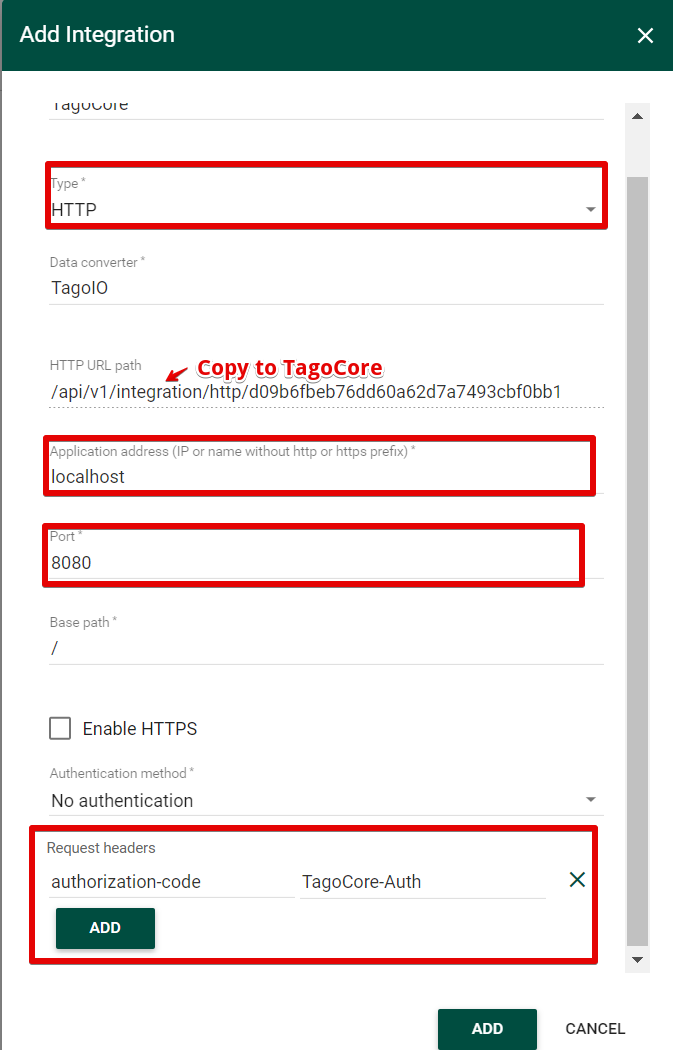 Add Integration
TagoCore
Type *
HTTP
Data converter *
TagoIO
HTTP URL path
Copy to TagoCore
/api/v1/integration/http/d09b6fbeb76dd60a62d7a7493cbf0bb1
Application address (IP or name without http or https prefix) *
localhost
Port *
8080
Base path *
/
Enable HTTPS
Authentication method *
No authentication
Request headers
authorization-code TagoCore-Auth
ADD
ADD CANCEL